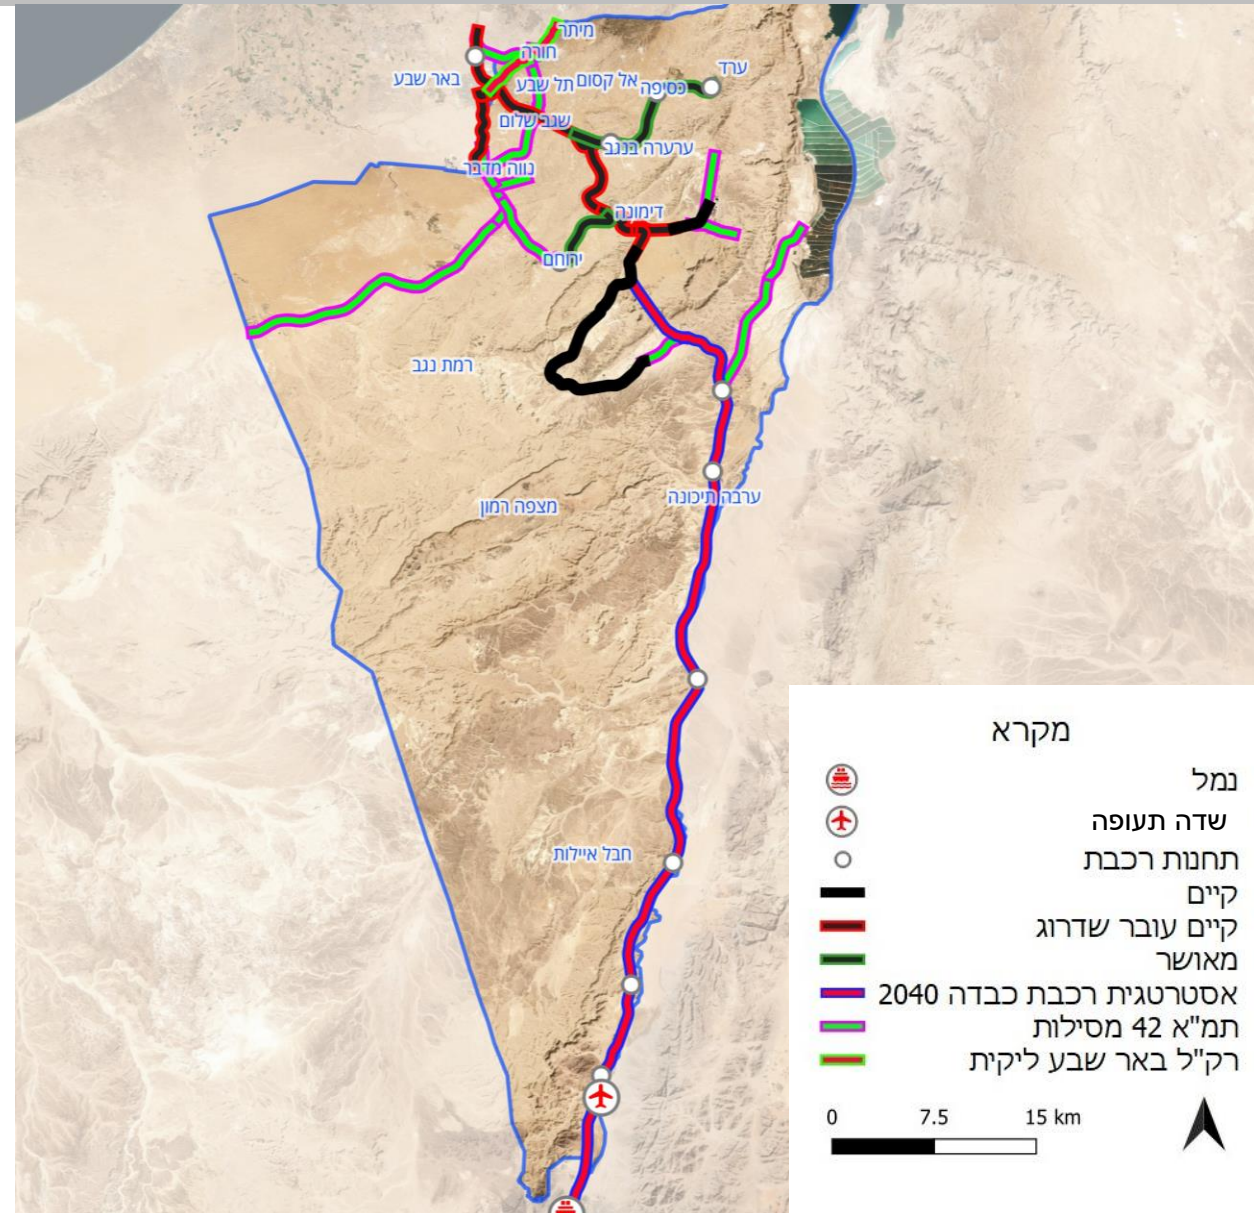 מיתר
חורה
ערד
באר שבע
תל שבע
אל קסום
כסיפה
שגב שלום
ערערה בנגב
נווה מדבר
דימונה
ירוחם
רמת נגב
ערבה תיכונה
מצפה רמון
חבל איילות
מקרא
נמל
שדה תעופה
תחנות רכבת
קיים
קיים עובר שדרוג
מאושר
אסטרטגית רכבת כבדה 2040
תמ"א 42 מסילות
רק"ל באר שבע ליקית
0 7.5 15 km